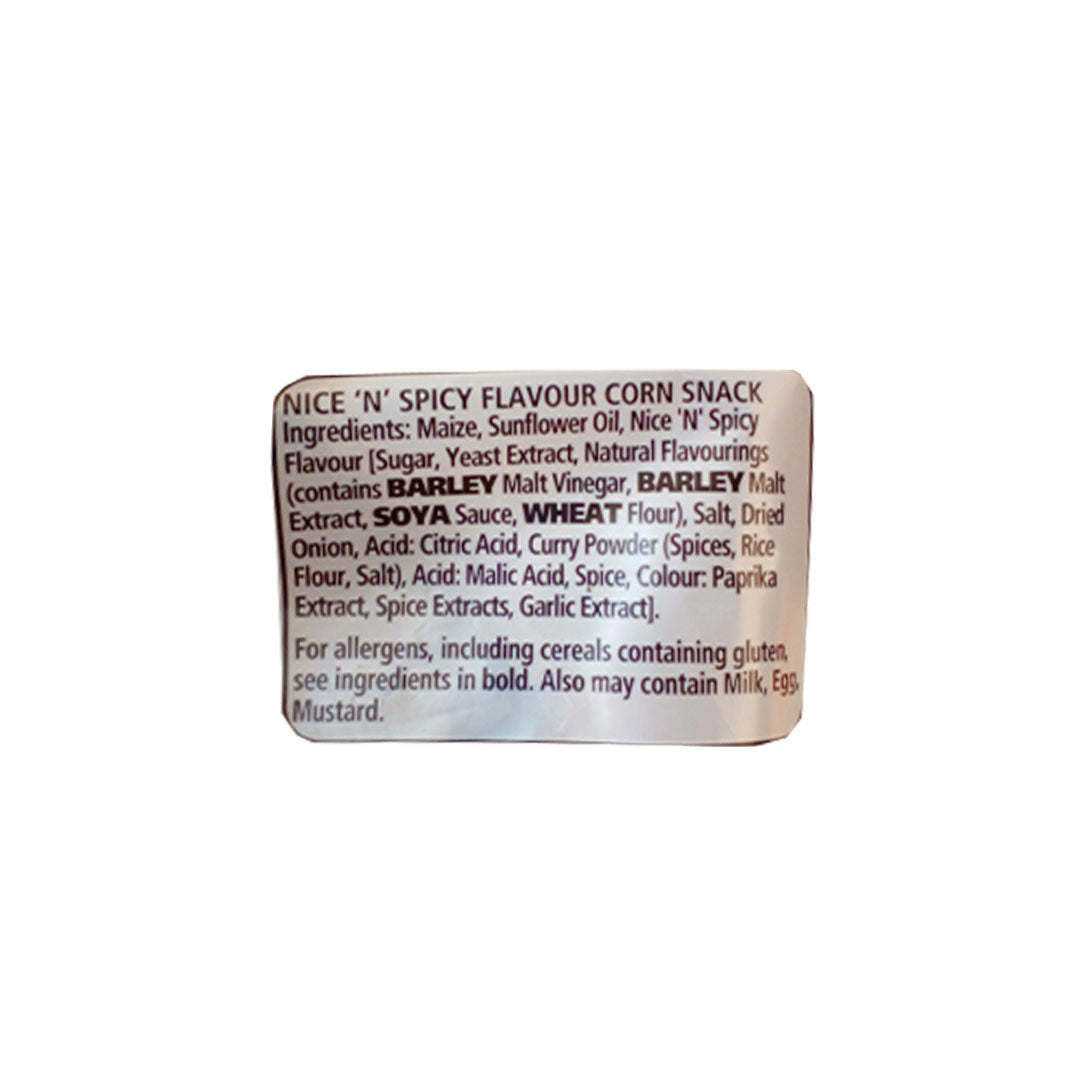 NICE 'N' SPICY FLAVOUR CORN SNACK
Ingredients: Maize, Sunflower Oil, Nice 'N' Spicy
Flavour [Sugar, Yeast Extract, Natural Flavourings
(contains BARLEY Malt Vinegar, BARLEY Malt
Extract, SOYA Sauce, WHEAT Flour), Salt, Dried
Onion, Acid: Citric Acid, Curry Powder (Spices, Rice
Flour, Salt), Acid: Malic Acid, Spice, Colour: Paprika
Extract, Spice Extracts, Garlic Extract].
For allergens, including cereals containing gluten,
see ingredients in bold. Also may contain Milk, Egg,
Mustard.